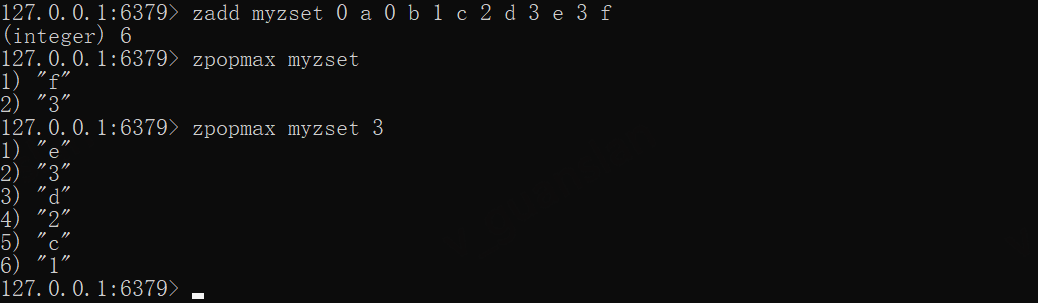 127.0.0.1:6379> zadd myzset 0 a 0 b 1 c 2 d 3 e 3 f
(integer) 6
127.0.0.1:6379> zpopmax myzset
1) "f"
2) "3"
127.0.0.1:6379> zpopmax myzset 3
1) "e"
2) "3"
3) "d"
4) "2"
5) "c"
6) "1"
127.0.0.1:6379>